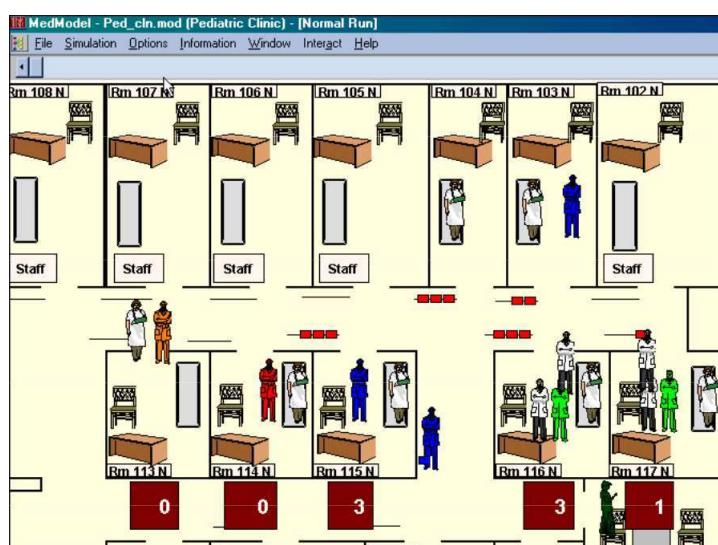 MedModel - Ped_cln.mod (Pediatric Clinic) - [Normal Run]
File Simulation Options Information Window Interact Help
Rm 108 N Rm 107 N Rm 106 N Rm 105 N Rm 104 N Rm 103 N Rm 102 N
Staff Staff Staff Staff Staff
Rm 113 N Rm 114 N Rm 115 N Rm 116 N Rm 117 N
0 0 3 3 1